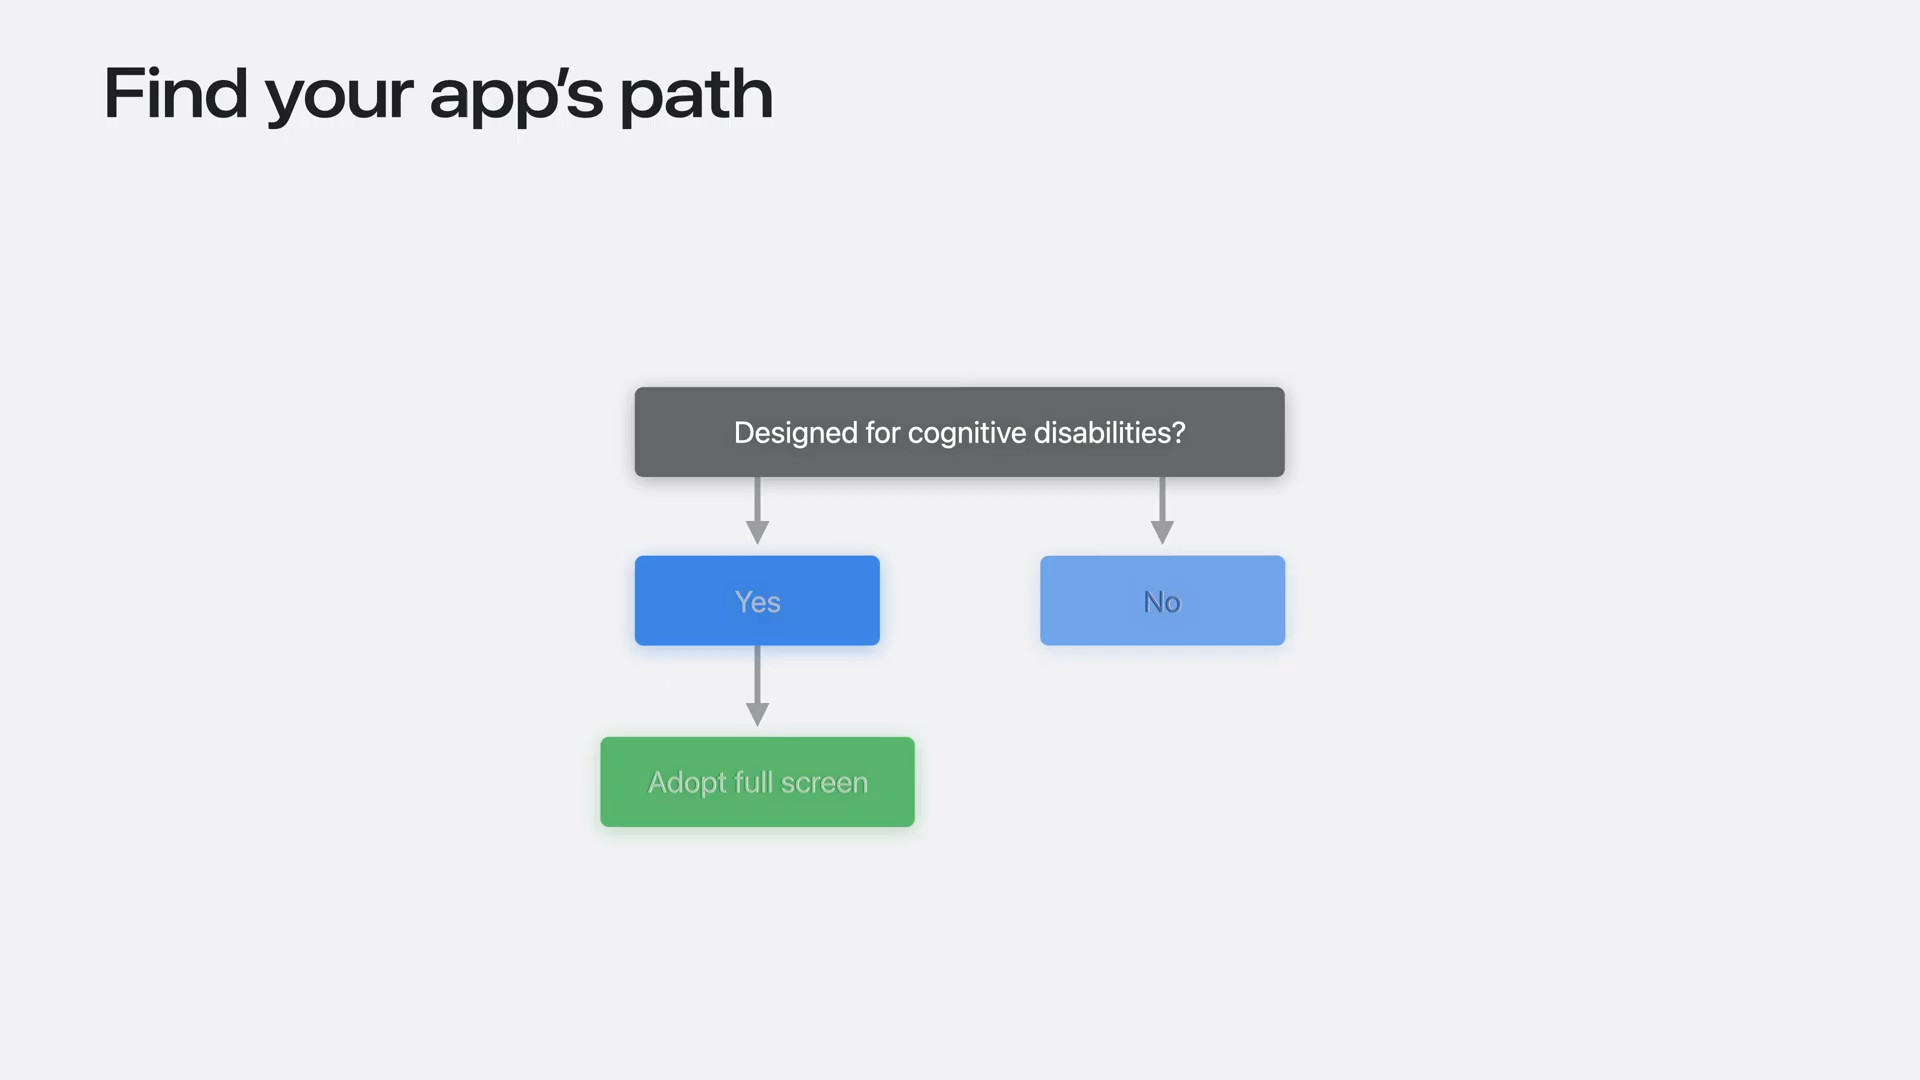 Find your app’s path
Designed for cognitive disabilities?
Yes
No
Adopt full screen